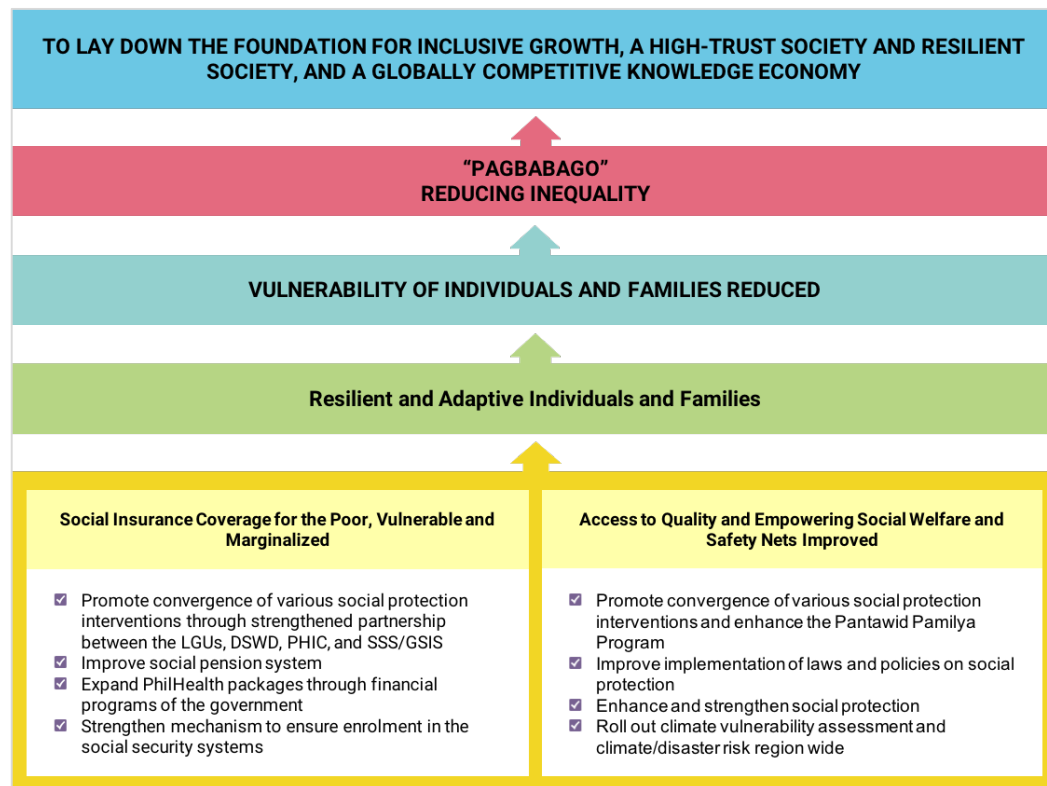 TO LAY DOWN THE FOUNDATION FOR INCLUSIVE GROWTH, A HIGH-TRUST SOCIETY AND RESILIENT
SOCIETY, AND A GLOBALLY COMPETITIVE KNOWLEDGE ECONOMY
“PAGBABAGO”
REDUCING INEQUALITY
VULNERABILITY OF INDIVIDUALS AND FAMILIES REDUCED
Resilient and Adaptive Individuals and Families
Social Insurance Coverage for the Poor, Vulnerable and
Marginalized
Promote convergence of various social protection
interventions through strengthened partnership
between the LGUs, DSWD, PHIC, and SSS/GSIS
Improve social pension system
Expand PhilHealth packages through financial
programs of the government
Strengthen mechanism to ensure enrolment in the
social security systems
Access to Quality and Empowering Social Welfare and
Safety Nets Improved
Promote convergence of various social protection
interventions and enhance the Pantawid Pamilya
Program
Improve implementation of laws and policies on social
protection
Enhance and strengthen social protection
Roll out climate vulnerability assessment and
climate/disaster risk region wide